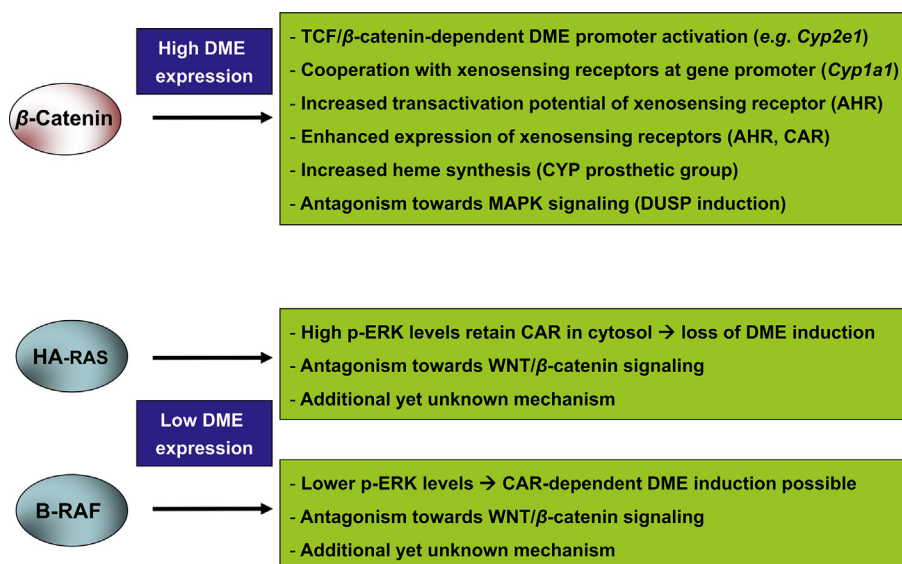 High DME
expression
β-Catenin
- TCF/β-catenin-dependent DME promoter activation (e.g. Cyp2e1)
- Cooperation with xenosensing receptors at gene promoter (Cyp1a1)
- Increased transactivation potential of xenosensing receptor (AHR)
- Enhanced expression of xenosensing receptors (AHR, CAR)
- Increased heme synthesis (CYP prosthetic group)
- Antagonism towards MAPK signaling (DUSP induction)
HA-RAS
- High p-ERK levels retain CAR in cytosol → loss of DME induction
- Antagonism towards WNT/β-catenin signaling
- Additional yet unknown mechanism
Low DME
expression
B-RAF
- Lower p-ERK levels → CAR-dependent DME induction possible
- Antagonism towards WNT/β-catenin signaling
- Additional yet unknown mechanism